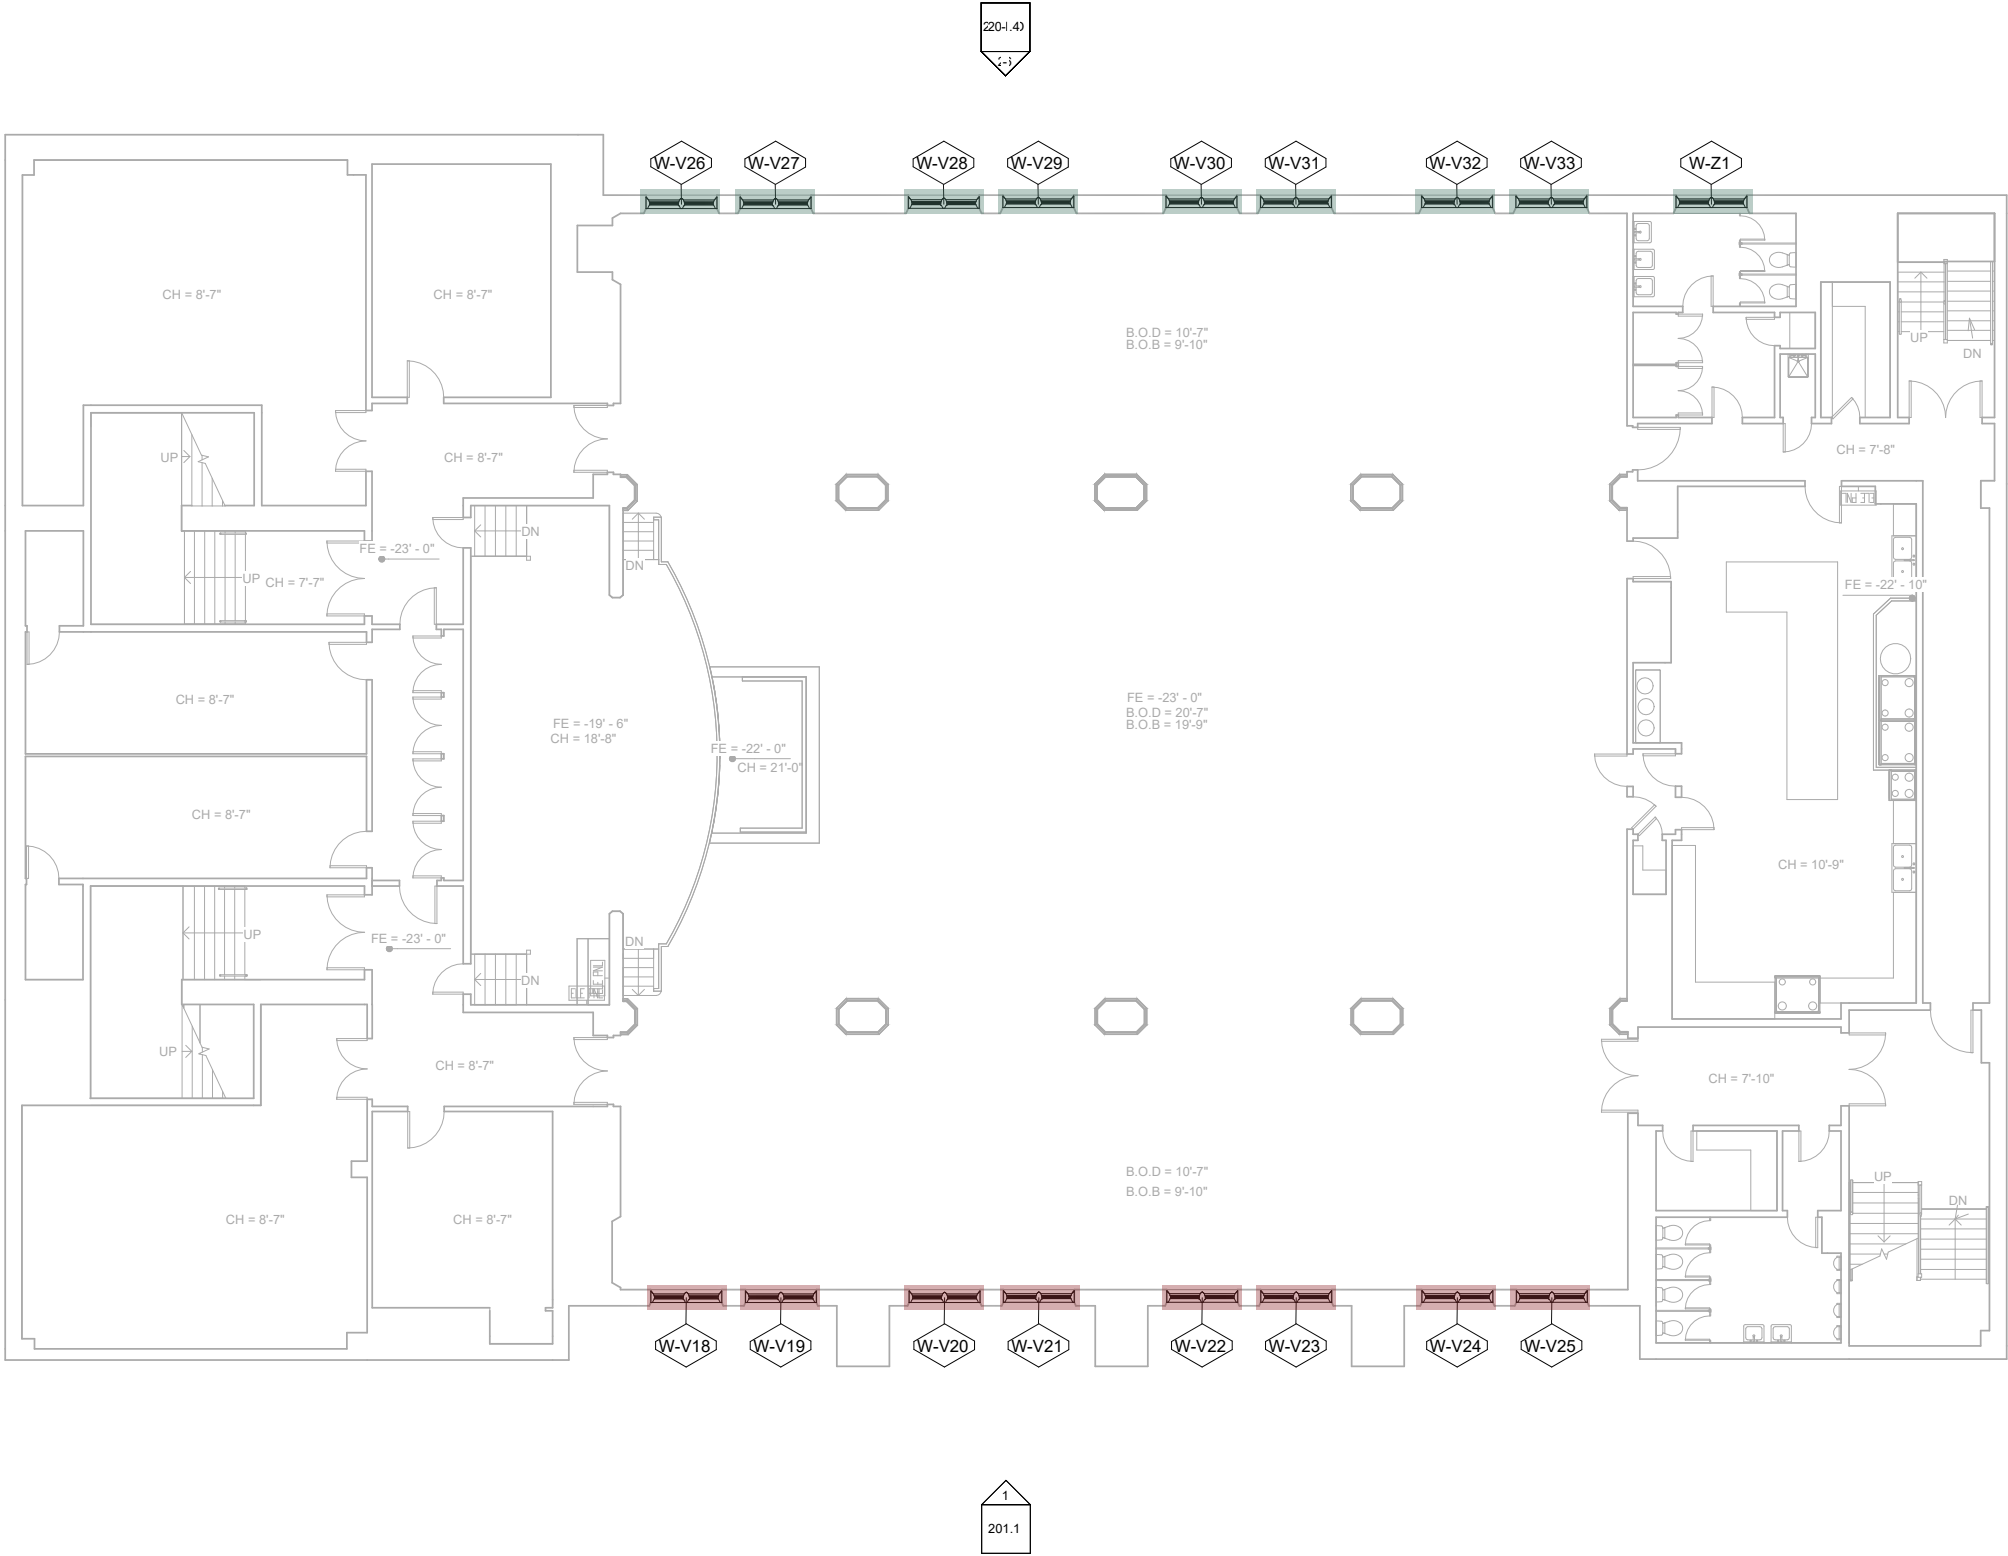 W-V26
W-V27
W-V28
W-V29
W-V30
W-V31
W-V32
W-V33
W-Z1
CH = 8'-7"
CH = 8'-7"
B.O.D = 10'-7"
B.O.B = 9'-10"
UP
DN
UP
CH = 8'-7"
CH = 7'-8"
ELE PNL
DN
FE = -23' - 0"
DN
UP
CH = 7'-7"
FE = -22' - 10"
CH = 8'-7"
FE = -19' - 6"
CH = 18'-8"
FE = -23' - 0"
B.O.D = 20'-7"
B.O.B = 19'-9"
FE = -22' - 0"
CH = 21'-0"
CH = 8'-7"
CH = 10'-9"
UP
FE = -23' - 0"
DN
DN
ELE PNL
UP
CH = 8'-7"
CH = 7'-10"
B.O.D = 10'-7"
B.O.B = 9'-10"
UP
DN
CH = 8'-7"
CH = 8'-7"
W-V18
W-V19
W-V20
W-V21
W-V22
W-V23
W-V24
W-V25
1
201.1